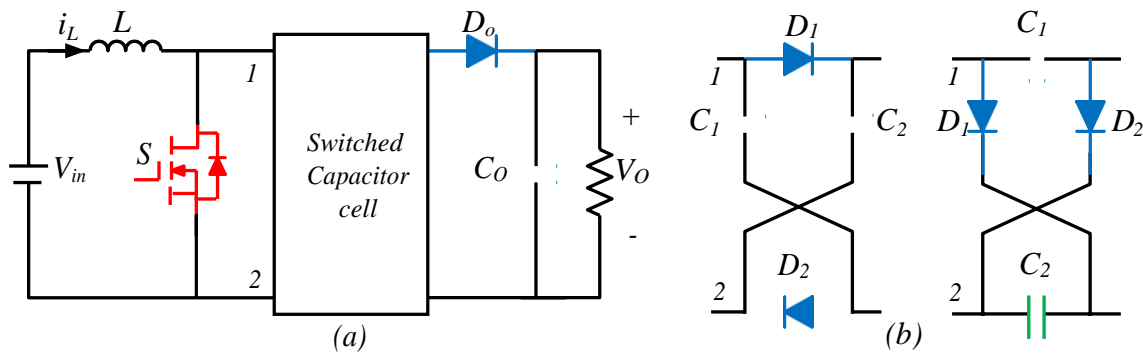 i_L L
D_o
1
Switched
Capacitor
cell
S
V_in
C_O
+
V_O
-
2
(a)
D_1
1
C_1 C_2
D_2
2
(b)
C_1
1
D_1 D_2
C_2
2